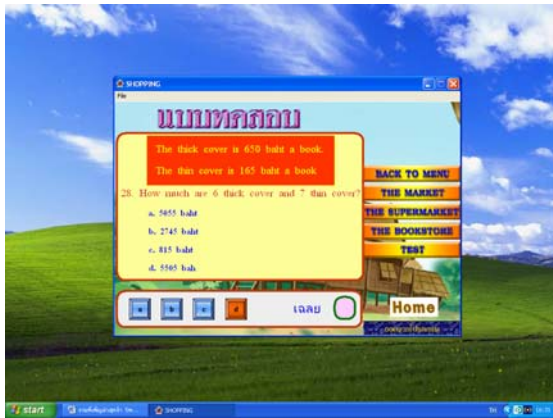 SHOPPING
File
แบบทดสอบ
The thick cover is 650 baht a book.
The thin cover is 165 baht a book
28. How much are 6 thick cover and 7 thin cover?
a. 5055 baht
b. 2745 baht
c. 815 baht
d. 5505 bah
BACK TO MENU
THE MARKET
THE SUPERMARKET
THE BOOKSTORE
TEST
a b c d
เฉลย
Home
start
SHOPPING
TH